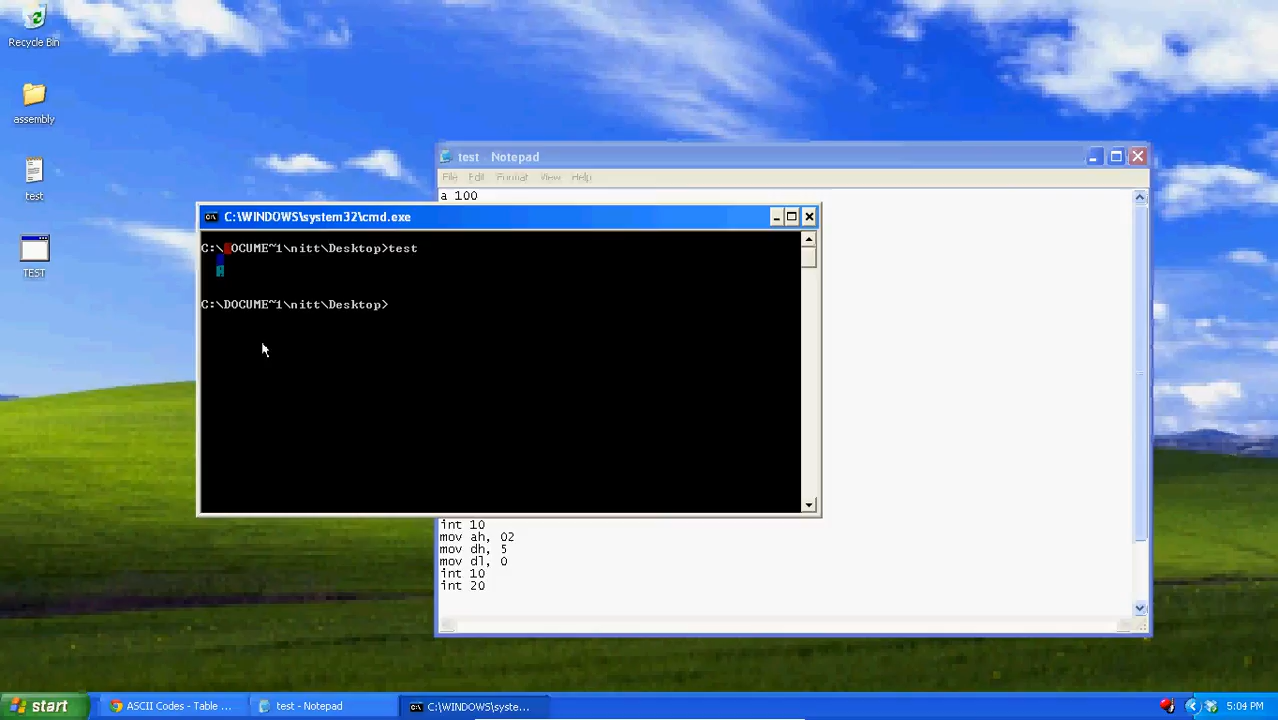 Recycle Bin
assembly
test
TEST
test - Notepad
File Edit Format View Help
a 100
C:\WINDOWS\system32\cmd.exe
C:\OCUME~1\nitt\Desktop>test
C:\DOCUME~1\nitt\Desktop>
int 10
mov ah, 02
mov dh, 5
mov dl, 0
int 10
int 20
start
ASCII Codes - Table ...
test - Notepad
C:\WINDOWS\syste...
5:04 PM